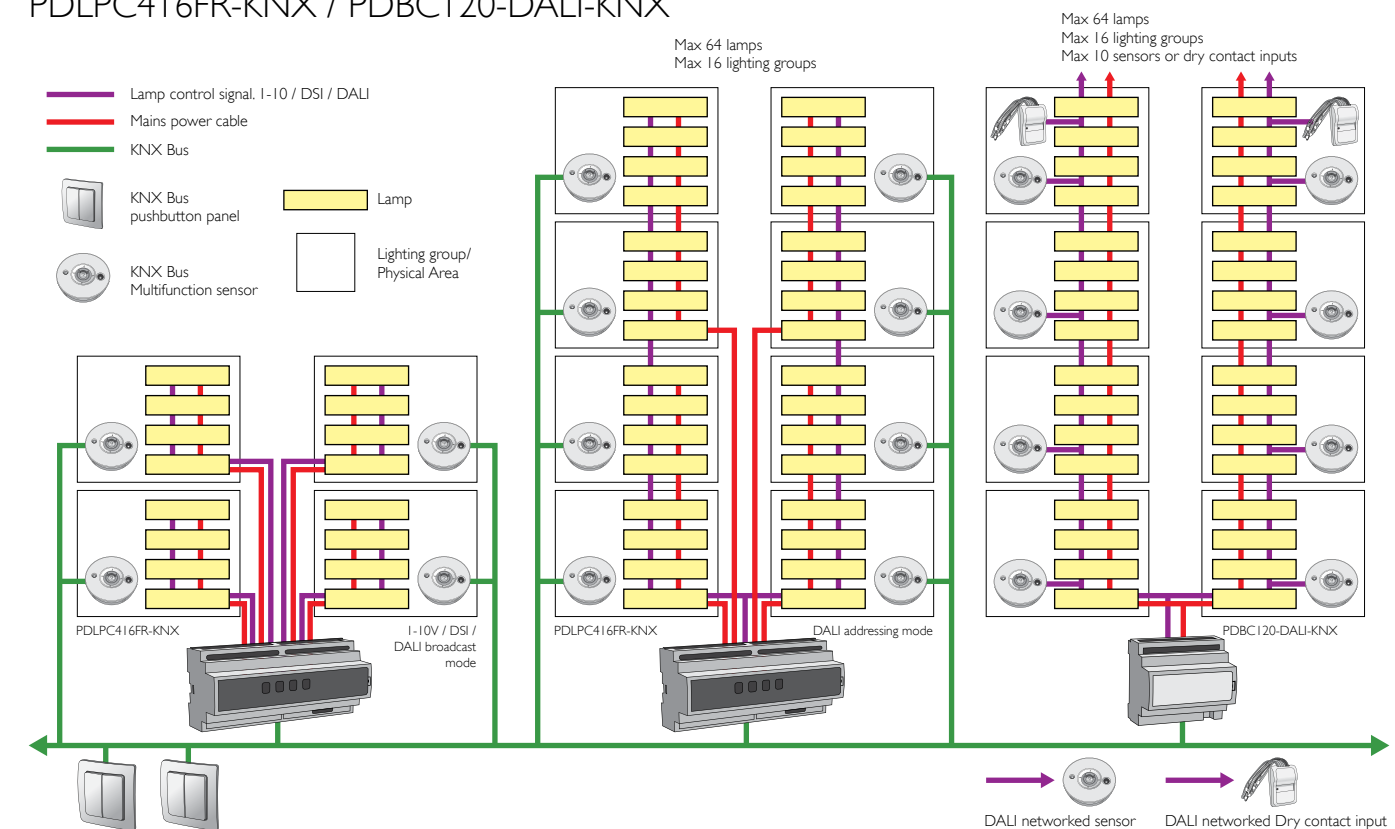 PDLPC416FR-KNX / PDBC120-DALI-KNX
Max 64 lamps
Max 16 lighting groups
Max 64 lamps
Max 16 lighting groups
Max 10 sensors or dry contact inputs
Lamp control signal. 1-10 / DSI / DALI
Mains power cable
KNX Bus
KNX Bus
pushbutton panel
Lamp
KNX Bus
Multifunction sensor
Lighting group/
Physical Area
PDLPC416FR-KNX
1-10V / DSI /
DALI broadcast
mode
PDLPC416FR-KNX
DALI addressing mode
PDBC120-DALI-KNX
DALI networked sensor
DALI networked Dry contact input